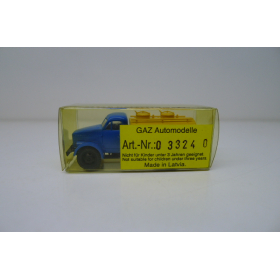 GAZ Automodelle
Art.-Nr.:0 3324 0
Nicht für Kinder unter 3 Jahren geeignet
Not suitable for children under three years.
Made in Latvia.